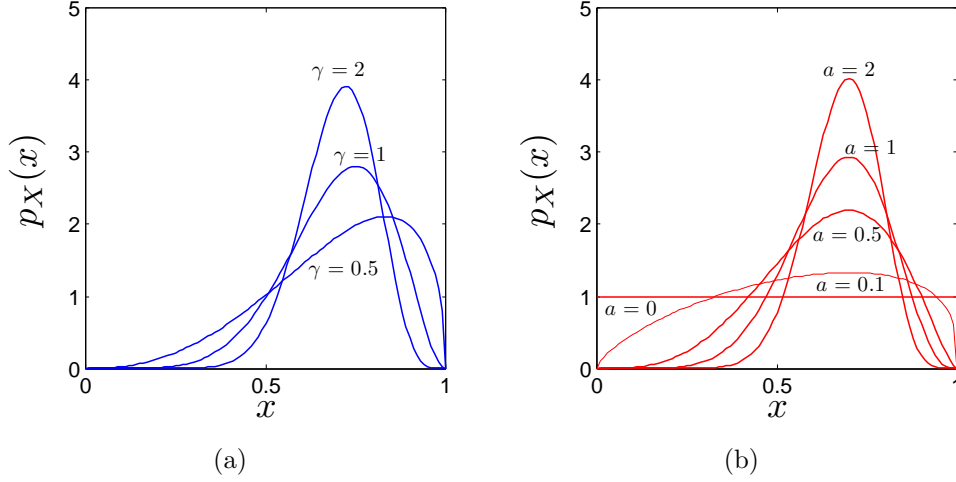 5
4
3
2
1
0
0
0.5
1
p_X(x)
x
γ = 2
γ = 1
γ = 0.5
(a)
5
4
3
2
1
0
0
0.5
1
p_X(x)
x
a = 2
a = 1
a = 0.5
a = 0.1
a = 0
(b)